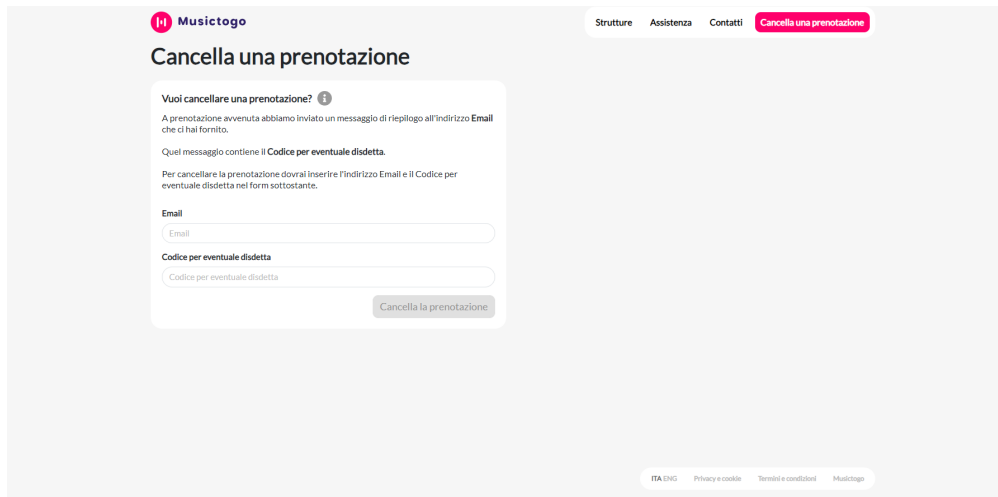 Musictogo
Strutture Assistenza Contatti Cancella una prenotazione
Cancella una prenotazione
Vuoi cancellare una prenotazione?
A prenotazione avvenuta abbiamo inviato un messaggio di riepilogo all'indirizzo Email
che ci hai fornito.
Quel messaggio contiene il Codice per eventuale disdetta.
Per cancellare la prenotazione dovrai inserire l'indirizzo Email e il Codice per
eventuale disdetta nel form sottostante.
Email
Email
Codice per eventuale disdetta
Codice per eventuale disdetta
Cancella la prenotazione
ITA ENG Privacy e cookie Termini e condizioni Musictogo